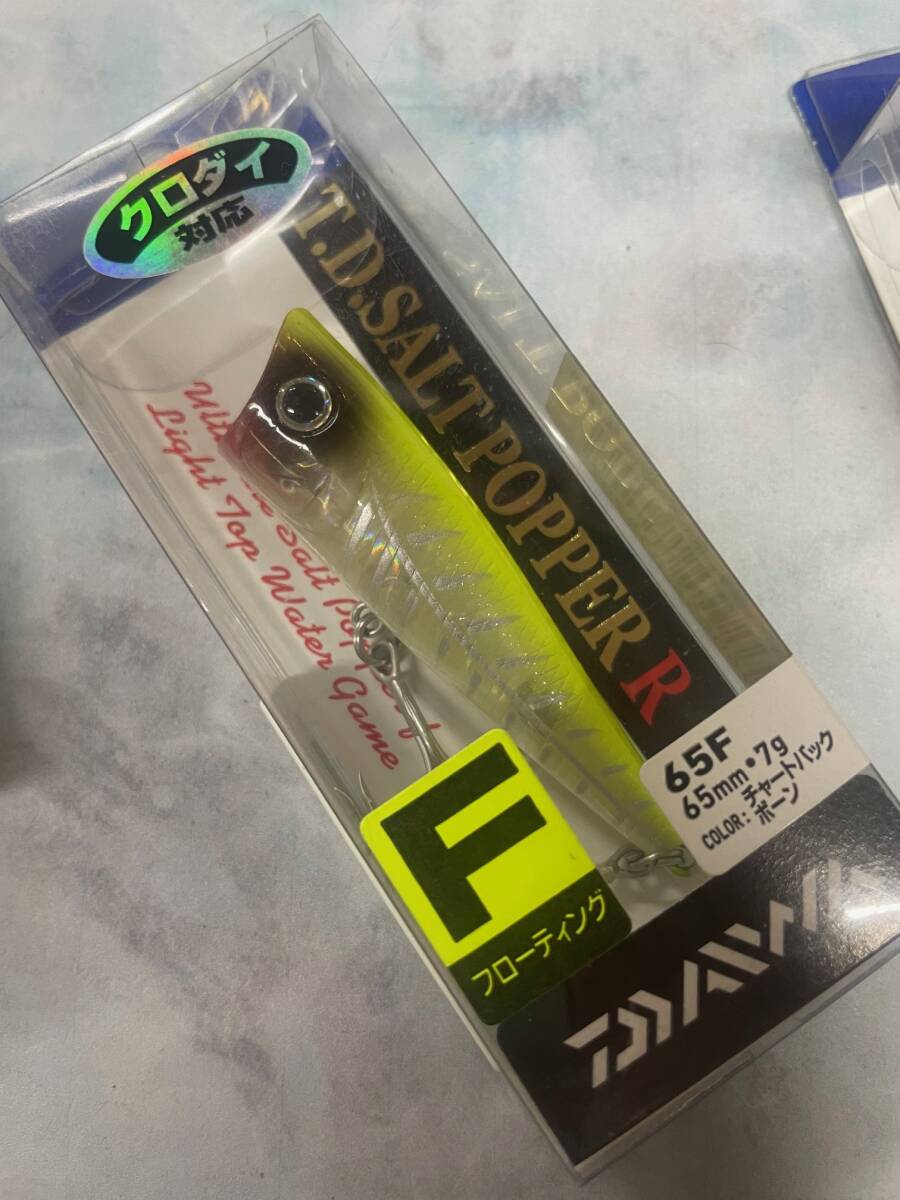 クロダイ
対応
T.D.SALT POPPER R
Salt
Light Top Water Game
65F
65mm・7g
COLOR: チャートバック
ボーン
F
フローティング
DAIWA